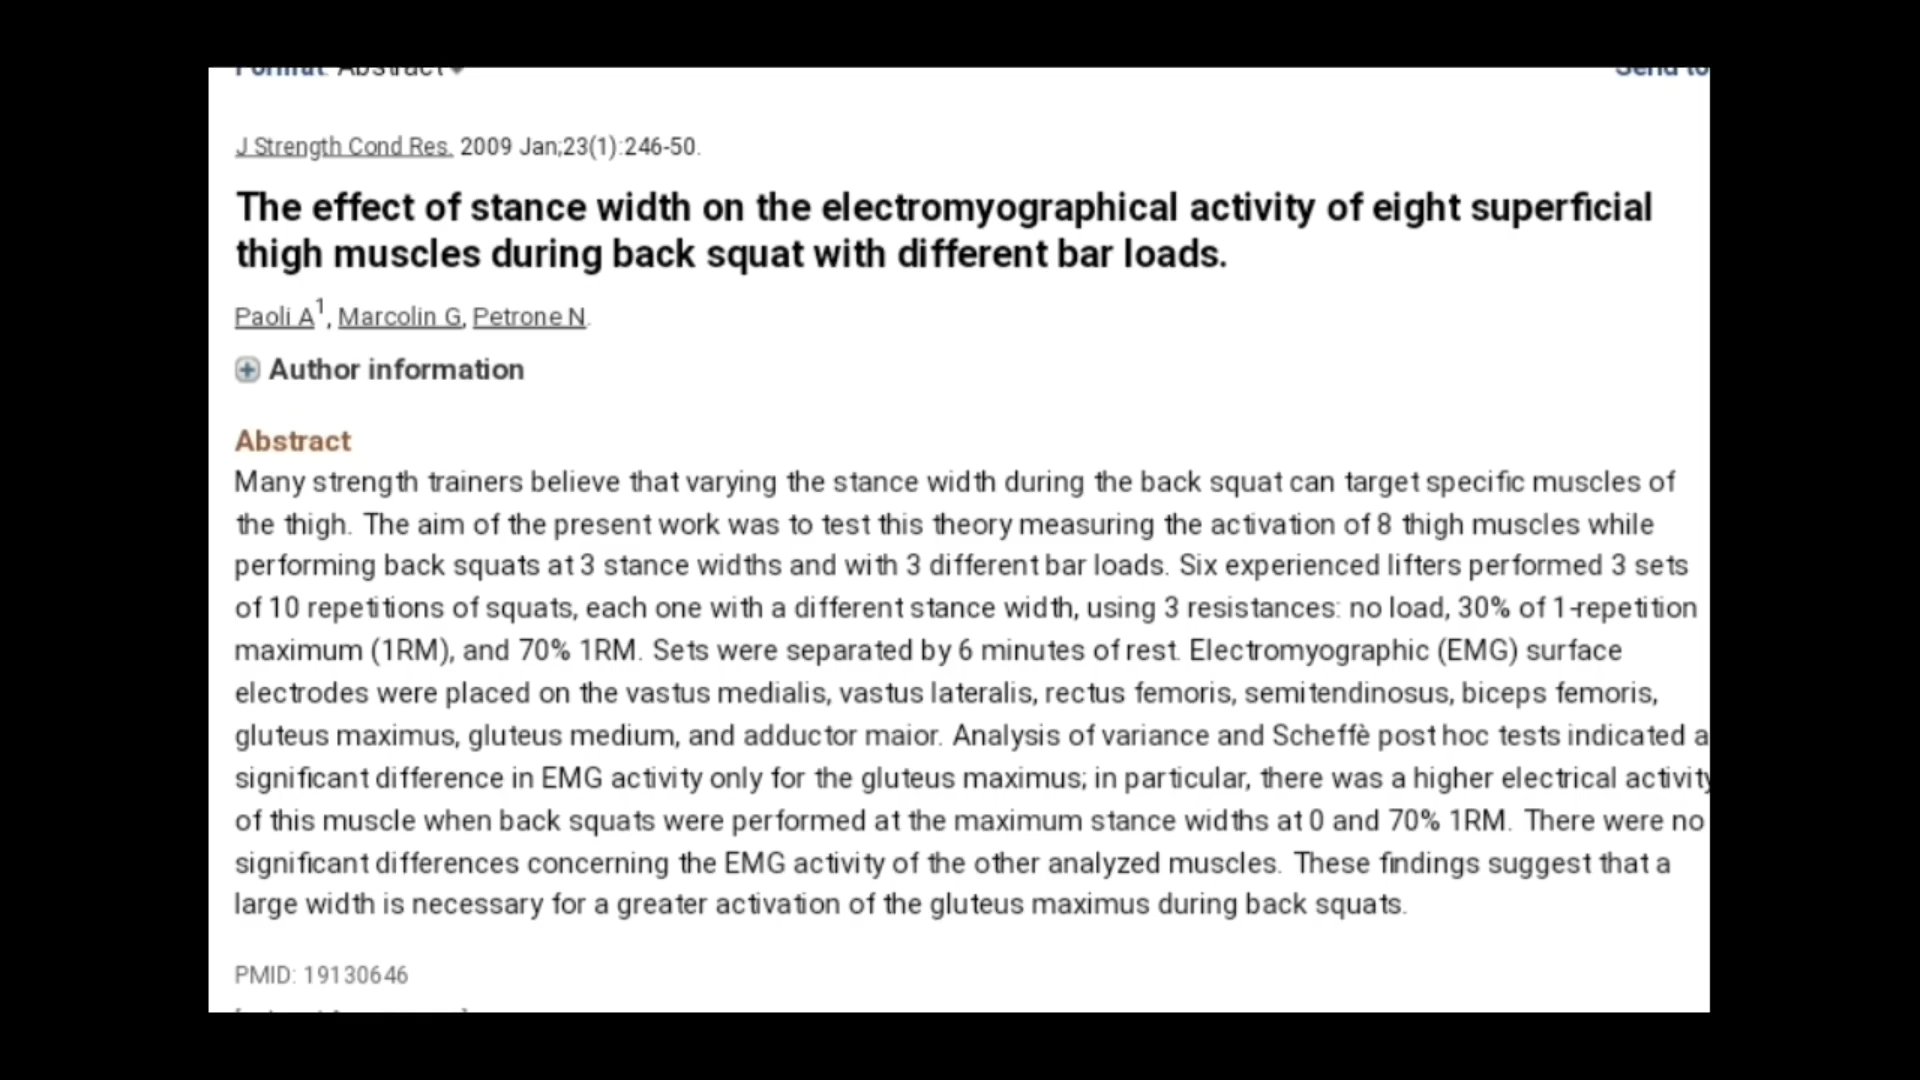 Format: Abstract
Send to
J Strength Cond Res. 2009 Jan;23(1):246-50.
The effect of stance width on the electromyographical activity of eight superficial
thigh muscles during back squat with different bar loads.
Paoli A1, Marcolin G, Petrone N.
Author information
Abstract
Many strength trainers believe that varying the stance width during the back squat can target specific muscles of
the thigh. The aim of the present work was to test this theory measuring the activation of 8 thigh muscles while
performing back squats at 3 stance widths and with 3 different bar loads. Six experienced lifters performed 3 sets
of 10 repetitions of squats, each one with a different stance width, using 3 resistances: no load, 30% of 1-repetition
maximum (1RM), and 70% 1RM. Sets were separated by 6 minutes of rest. Electromyographic (EMG) surface
electrodes were placed on the vastus medialis, vastus lateralis, rectus femoris, semitendinosus, biceps femoris,
gluteus maximus, gluteus medium, and adductor maior. Analysis of variance and Scheffè post hoc tests indicated a
significant difference in EMG activity only for the gluteus maximus; in particular, there was a higher electrical activity
of this muscle when back squats were performed at the maximum stance widths at 0 and 70% 1RM. There were no
significant differences concerning the EMG activity of the other analyzed muscles. These findings suggest that a
large width is necessary for a greater activation of the gluteus maximus during back squats.
PMID: 19130646